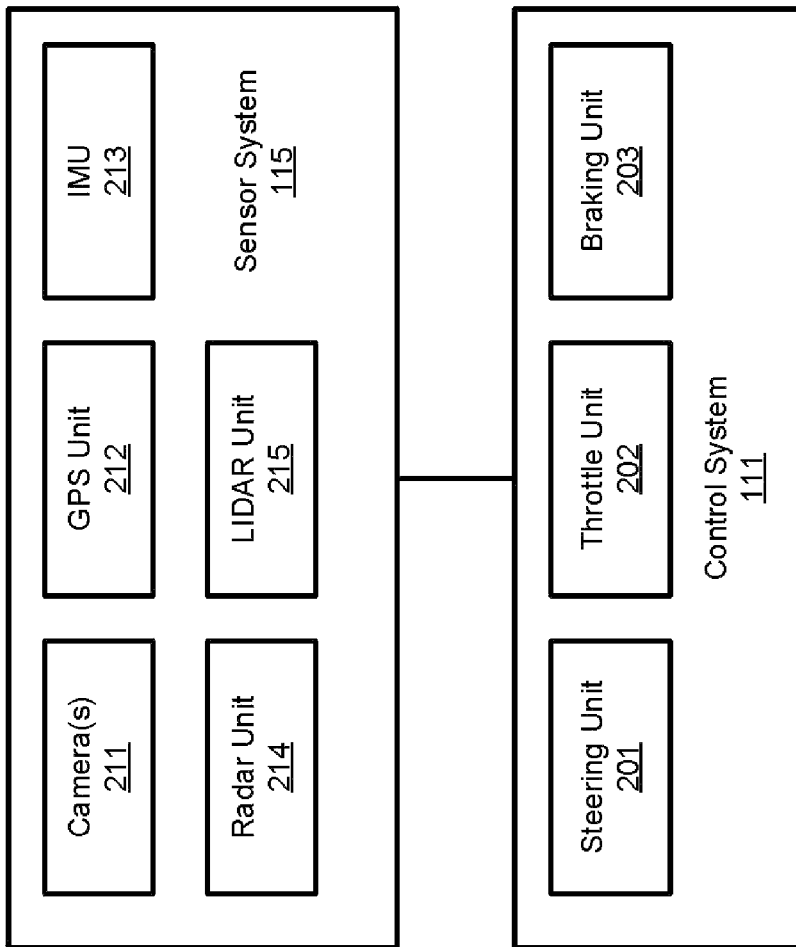 Camera(s)
211
GPS Unit
212
IMU
213
Radar Unit
214
LIDAR Unit
215
Sensor System
115
Steering Unit
201
Throttle Unit
202
Braking Unit
203
Control System
111